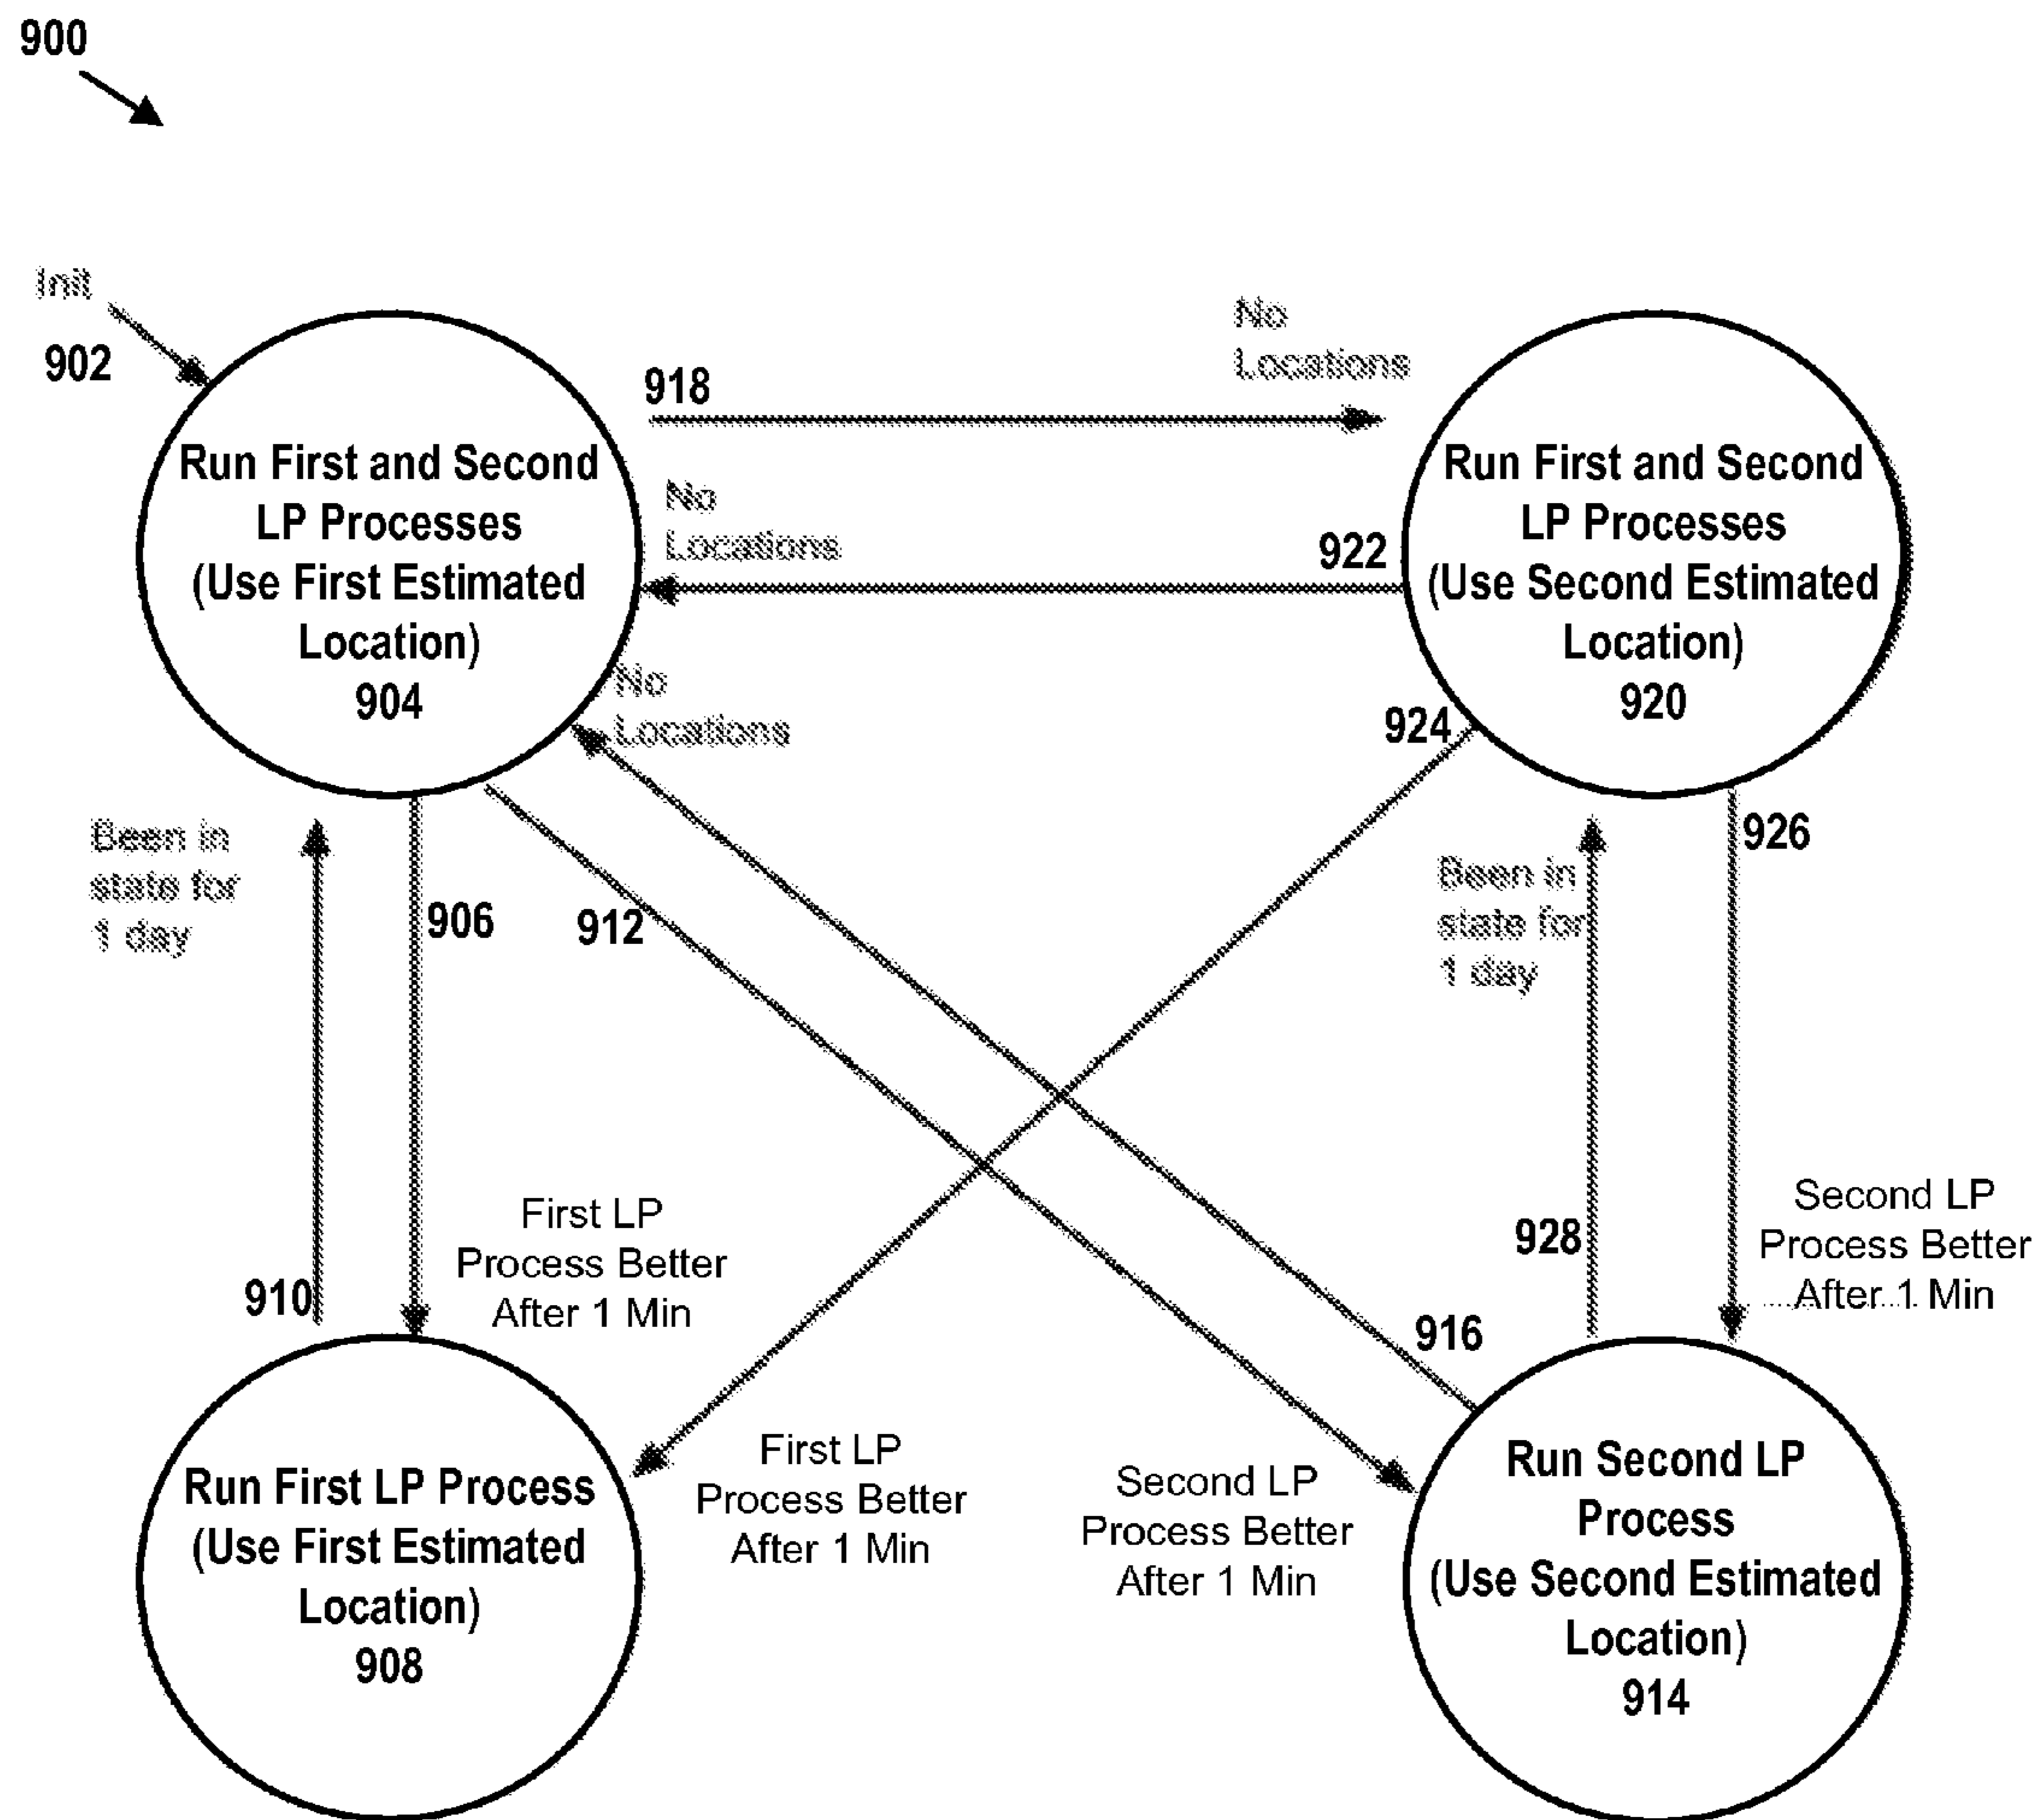 900
Init
902
Run First and Second
LP Processes
(Use First Estimated
Location)
904
918
No
Locations
No
Locations
922
Run First and Second
LP Processes
(Use Second Estimated
Location)
920
No
Locations
924
926
Been in
state for
1 day
906
912
Been in
state for
1 day
910
First LP
Process Better
After 1 Min
928
Second LP
Process Better
After 1 Min
916
Run First LP Process
(Use First Estimated
Location)
908
First LP
Process Better
After 1 Min
Second LP
Process Better
After 1 Min
Run Second LP
Process
(Use Second Estimated
Location)
914